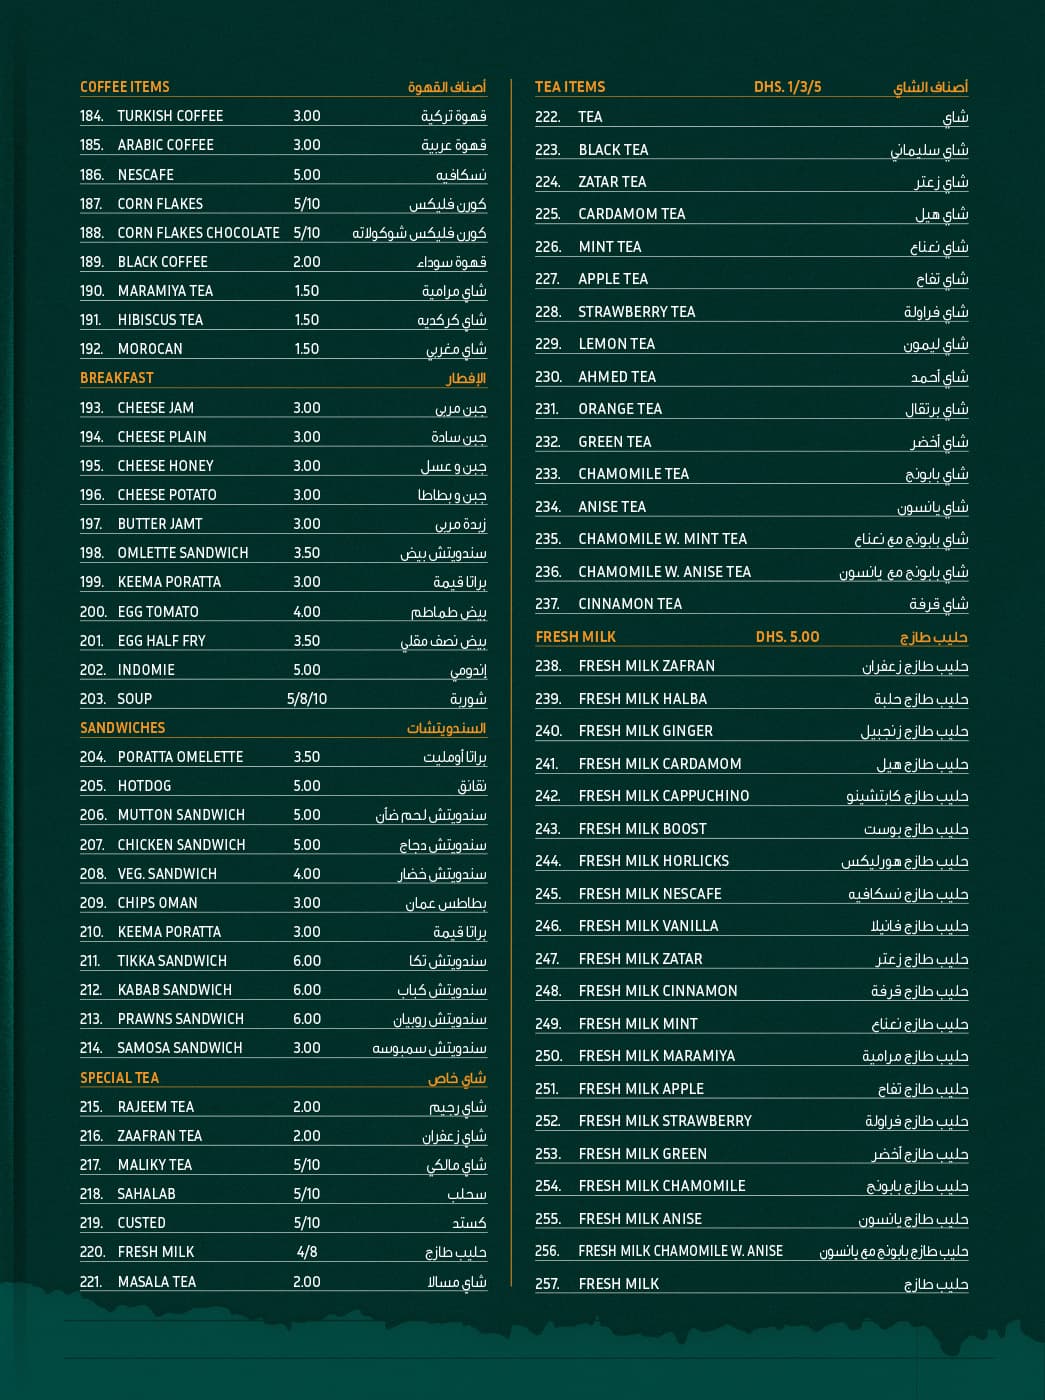 COFFEE ITEMS أصناف القهوة
184. TURKISH COFFEE 3.00 قهوة تركية
185. ARABIC COFFEE 3.00 قهوة عربية
186. NESCAFE 5.00 نسكافيه
187. CORN FLAKES 5/10 كورن فليكس
188. CORN FLAKES CHOCOLATE 5/10 كورن فليكس شوكولاته
189. BLACK COFFEE 2.00 قهوة سوداء
190. MARAMIYA TEA 1.50 شاي مرامية
191. HIBISCUS TEA 1.50 شاي كركديه
192. MOROCAN 1.50 شاي مغربي
BREAKFAST الإفطار
193. CHEESE JAM 3.00 جبن مربى
194. CHEESE PLAIN 3.00 جبن سادة
195. CHEESE HONEY 3.00 جبن و عسل
196. CHEESE POTATO 3.00 جبن و بطاطا
197. BUTTER JAMT 3.00 زبدة مربى
198. OMLETTE SANDWICH 3.50 سندويتش بيض
199. KEEMA PORATTA 3.00 براتا قيمة
200. EGG TOMATO 4.00 بيض طماطم
201. EGG HALF FRY 3.50 بيض نصف مقلي
202. INDOMIE 5.00 إندومي
203. SOUP 5/8/10 شوربة
SANDWICHES السندويتشات
204. PORATTA OMELETTE 3.50 براتا أومليت
205. HOTDOG 5.00 نقانق
206. MUTTON SANDWICH 5.00 سندويتش لحم ضأن
207. CHICKEN SANDWICH 5.00 سندويتش دجاج
208. VEG. SANDWICH 4.00 سندويتش خضار
209. CHIPS OMAN 3.00 بطاطس عمان
210. KEEMA PORATTA 3.00 براتا قيمة
211. TIKKA SANDWICH 6.00 سندويتش تكا
212. KABAB SANDWICH 6.00 سندويتش كباب
213. PRAWNS SANDWICH 6.00 سندويتش روبيان
214. SAMOSA SANDWICH 3.00 سندويتش سمبوسه
SPECIAL TEA شاي خاص
215. RAJEEM TEA 2.00 شاي رجيم
216. ZAAFRAN TEA 2.00 شاي زعفران
217. MALIKY TEA 5/10 شاي مالكي
218. SAHALAB 5/10 سحلب
219. CUSTED 5/10 كستد
220. FRESH MILK 4/8 حليب طازج
221. MASALA TEA 2.00 شاي مسالا
TEA ITEMS DHS. 1/3/5 أصناف الشاي
222. TEA شاي
223. BLACK TEA شاي سليماني
224. ZATAR TEA شاي زعتر
225. CARDAMOM TEA شاي هيل
226. MINT TEA شاي نعناع
227. APPLE TEA شاي تفاح
228. STRAWBERRY TEA شاي فراولة
229. LEMON TEA شاي ليمون
230. AHMED TEA شاي أحمد
231. ORANGE TEA شاي برتقال
232. GREEN TEA شاي أخضر
233. CHAMOMILE TEA شاي بابونج
234. ANISE TEA شاي يانسون
235. CHAMOMILE W. MINT TEA شاي بابونج مع نعناع
236. CHAMOMILE W. ANISE TEA شاي بابونج مع يانسون
237. CINNAMON TEA شاي قرفة
FRESH MILK DHS. 5.00 حليب طازج
238. FRESH MILK ZAFRAN حليب طازج زعفران
239. FRESH MILK HALBA حليب طازج حلبة
240. FRESH MILK GINGER حليب طازج زنجبيل
241. FRESH MILK CARDAMOM حليب طازج هيل
242. FRESH MILK CAPPUCHINO حليب طازج كابتشينو
243. FRESH MILK BOOST حليب طازج بوست
244. FRESH MILK HORLICKS حليب طازج هورليكس
245. FRESH MILK NESCAFE حليب طازج نسكافيه
246. FRESH MILK VANILLA حليب طازج فانيلا
247. FRESH MILK ZATAR حليب طازج زعتر
248. FRESH MILK CINNAMON حليب طازج قرفة
249. FRESH MILK MINT حليب طازج نعناع
250. FRESH MILK MARAMIYA حليب طازج مرامية
251. FRESH MILK APPLE حليب طازج تفاح
252. FRESH MILK STRAWBERRY حليب طازج فراولة
253. FRESH MILK GREEN حليب طازج أخضر
254. FRESH MILK CHAMOMILE حليب طازج بابونج
255. FRESH MILK ANISE حليب طازج يانسون
256. FRESH MILK CHAMOMILE W. ANISE حليب طازج بابونج مع يانسون
257. FRESH MILK حليب طازج